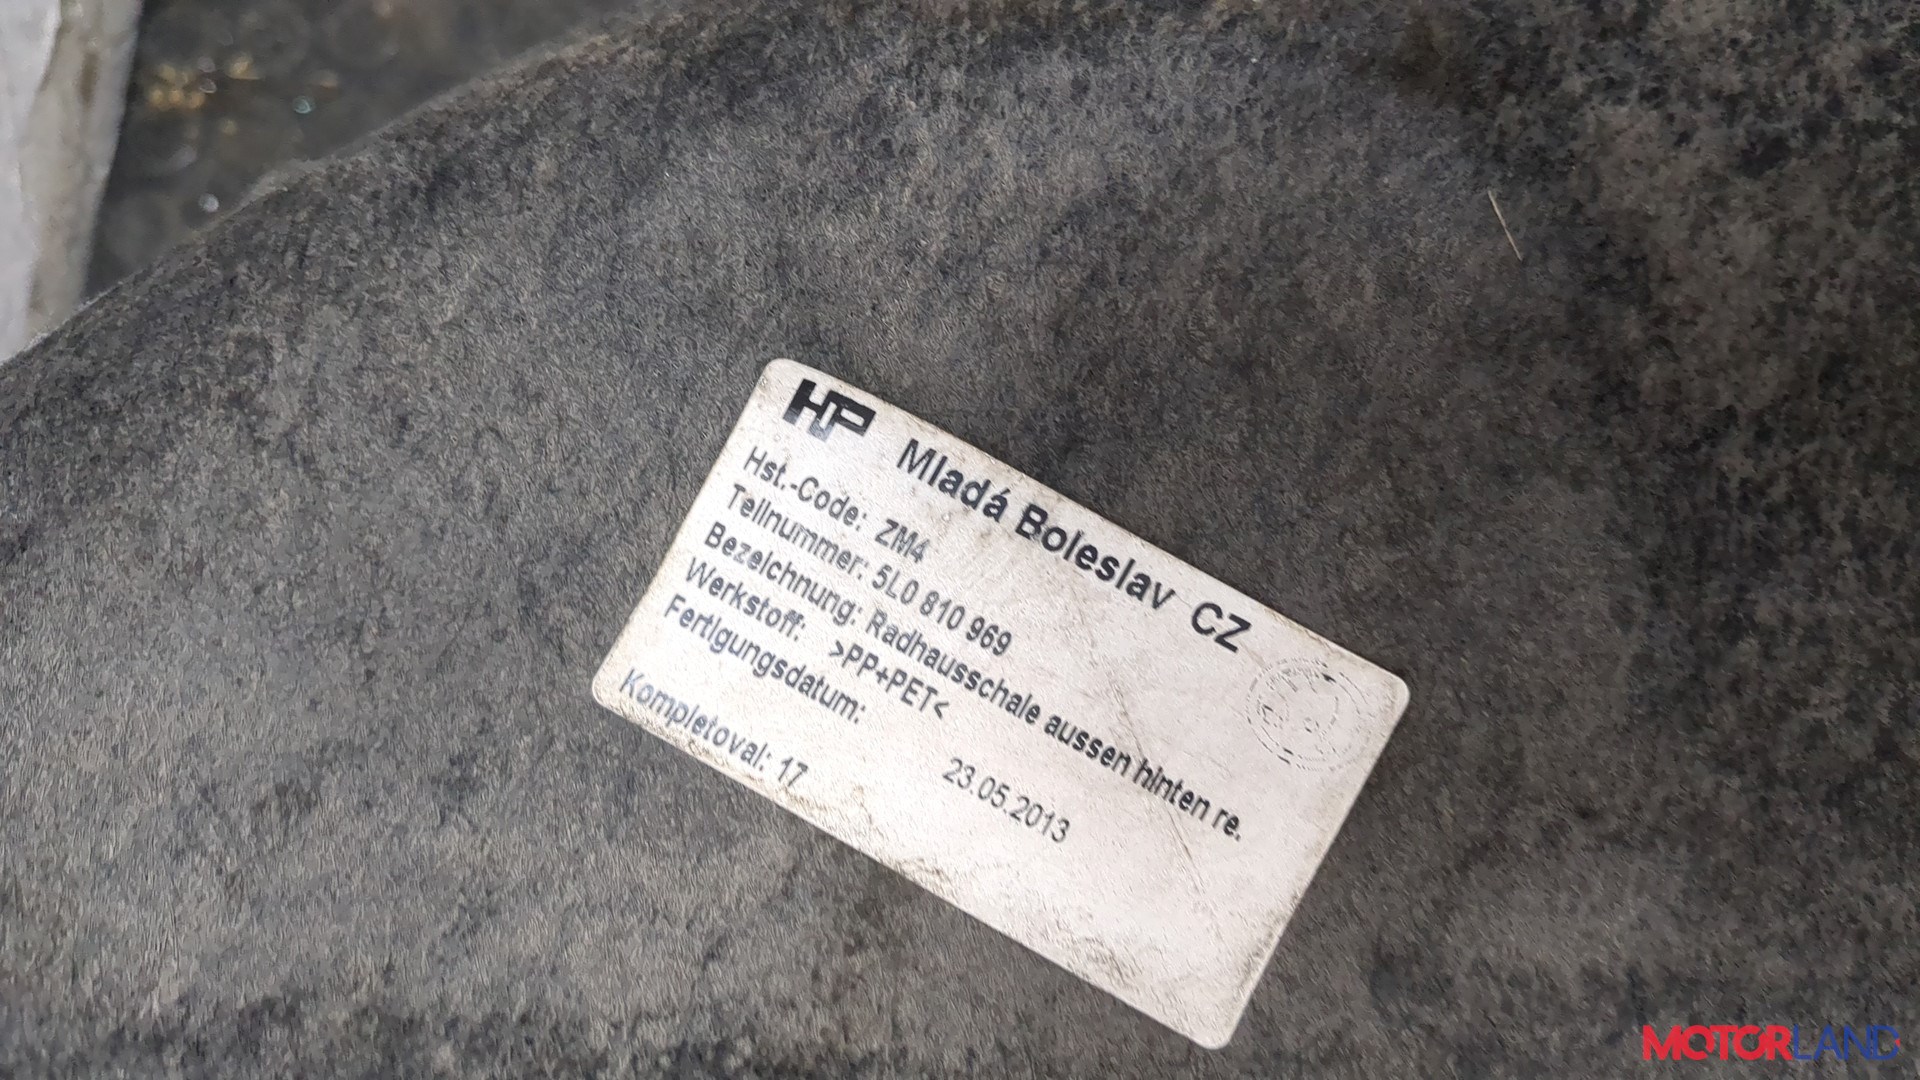 HP Mladá Boleslav CZ
Hst.-Code: ZM4
Teilnummer: 5L0 810 969
Bezeichnung: Radhausschale aussen hinten re.
Werkstoff: >PP+PET<
Fertigungsdatum: 23.05.2013
Kompletoval: 17
MOTORLAND